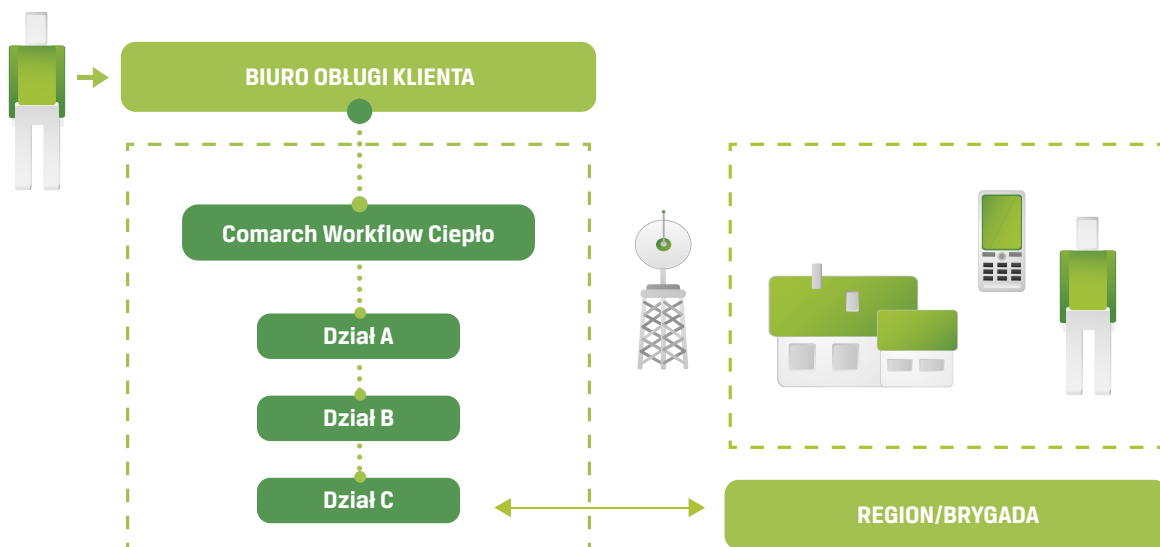 BIURO OBŁUGI KLIENTA
Comarch Workflow Ciepło
Dział A
Dział B
Dział C
REGION/BRYGADA